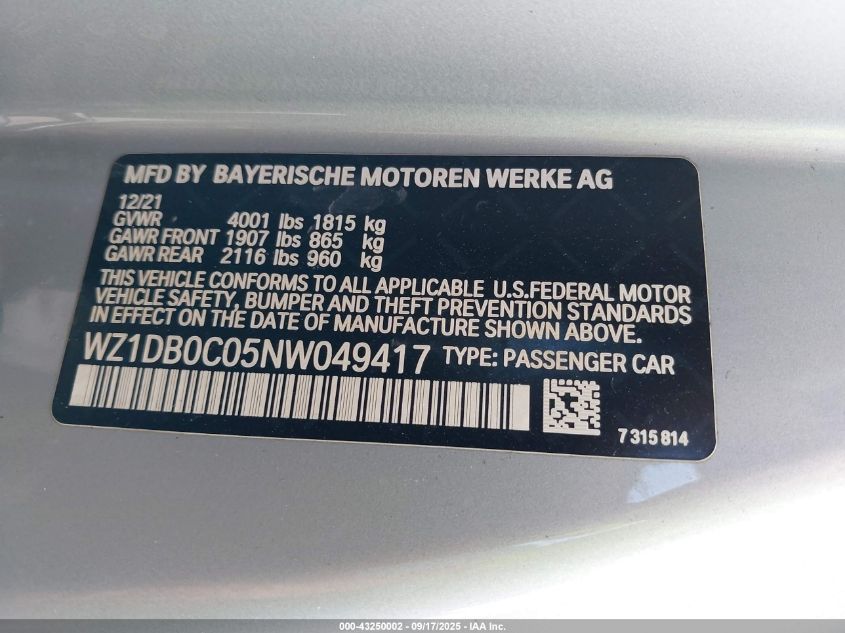 MFD BY BAYERISCHE MOTOREN WERKE AG
12/21
GVWR 4001 lbs 1815 kg
GAWR FRONT 1907 lbs 865 kg
GAWR REAR 2116 lbs 960 kg
THIS VEHICLE CONFORMS TO ALL APPLICABLE U.S.FEDERAL MOTOR
VEHICLE SAFETY, BUMPER AND THEFT PREVENTION STANDARDS
IN EFFECT ON THE DATE OF MANUFACTURE SHOWN ABOVE.
WZ1DB0C05NW049417 TYPE: PASSENGER CAR
7 315 814
000-43250002 - 09/17/2025 - IAA Inc.